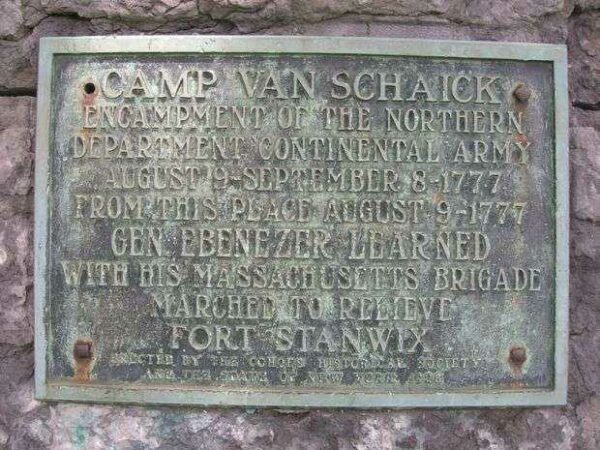 CAMP VAN SCHAICK
ENCAMPMENT OF THE NORTHERN
DEPARTMENT CONTINENTAL ARMY
AUGUST 9-SEPTEMBER 8-1777
FROM THIS PLACE AUGUST 9-1777
GEN EBENEZER LEARNED
WITH HIS MASSACHUSETTS BRIGADE
MARCHED TO RELIEVE
FORT STANWIX
ERECTED BY THE COHOES HISTORICAL SOCIETY
AND THE STATE OF NEW YORK